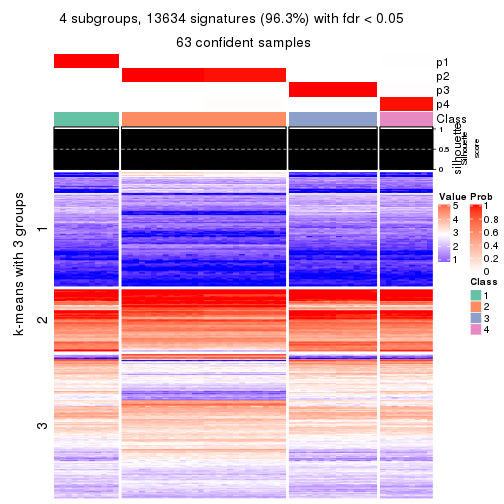 4 subgroups, 13634 signatures (96.3%) with fdr < 0.05
63 confident samples
p1
p2
p3
p4
Class
1
0.5
0
silhouette
Silhouette
score
k-means with 3 groups
1
2
3
Value
5
4
3
2
1
Prob
1
0.8
0.6
0.4
0.2
0
Class
1
2
3
4